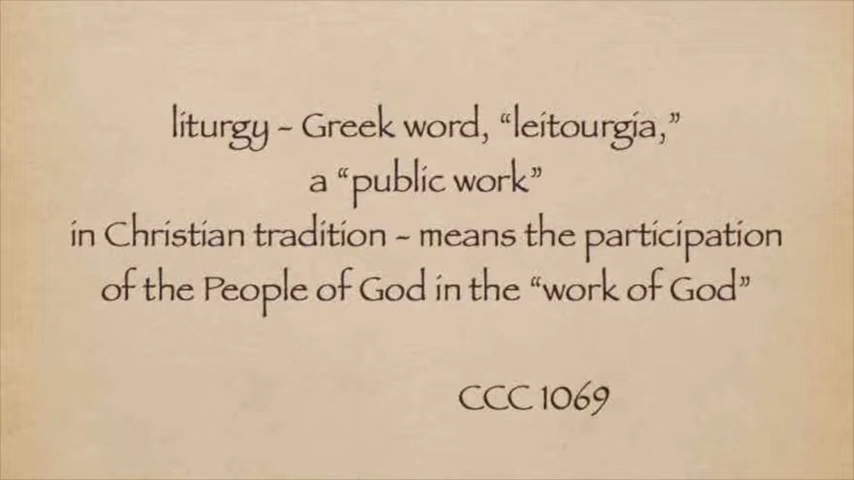 liturgy - Greek word, “leitourgia,”
a “public work”
in Christian tradition - means the participation
of the People of God in the “work of God”
CCC 1069